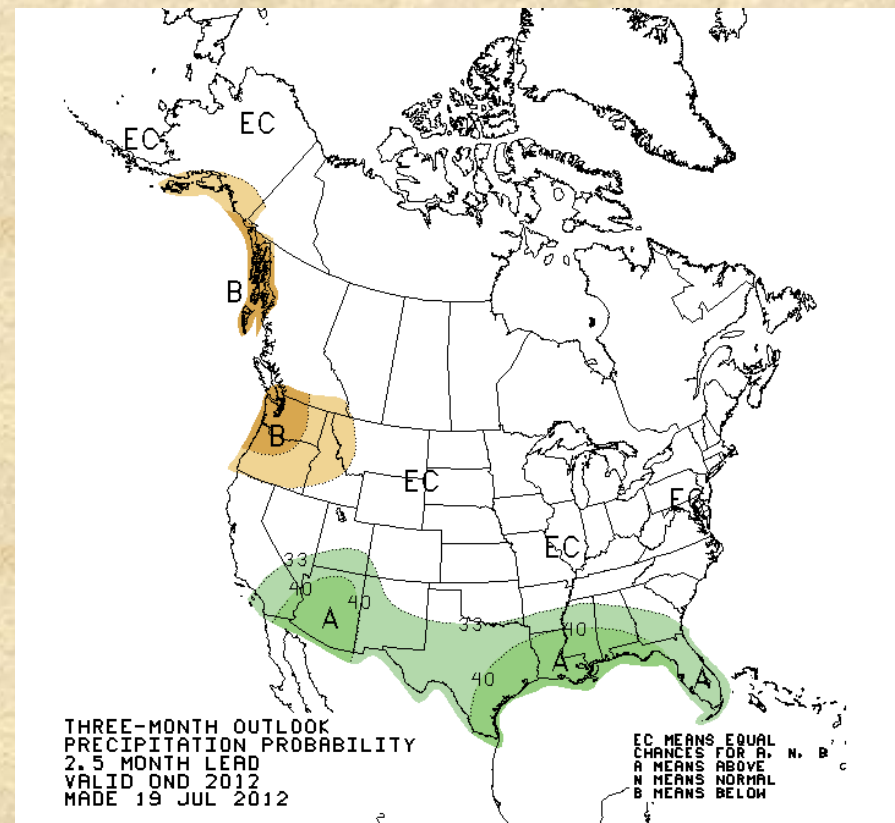 EC
EC
B
B
EC
EC
EC
33
40
40
A
33
40
A
40
A
THREE-MONTH OUTLOOK
PRECIPITATION PROBABILITY
2.5 MONTH LEAD
VALID OND 2012
MADE 19 JUL 2012
EC MEANS EQUAL
CHANCES FOR A, N, B
A MEANS ABOVE
N MEANS NORMAL
B MEANS BELOW